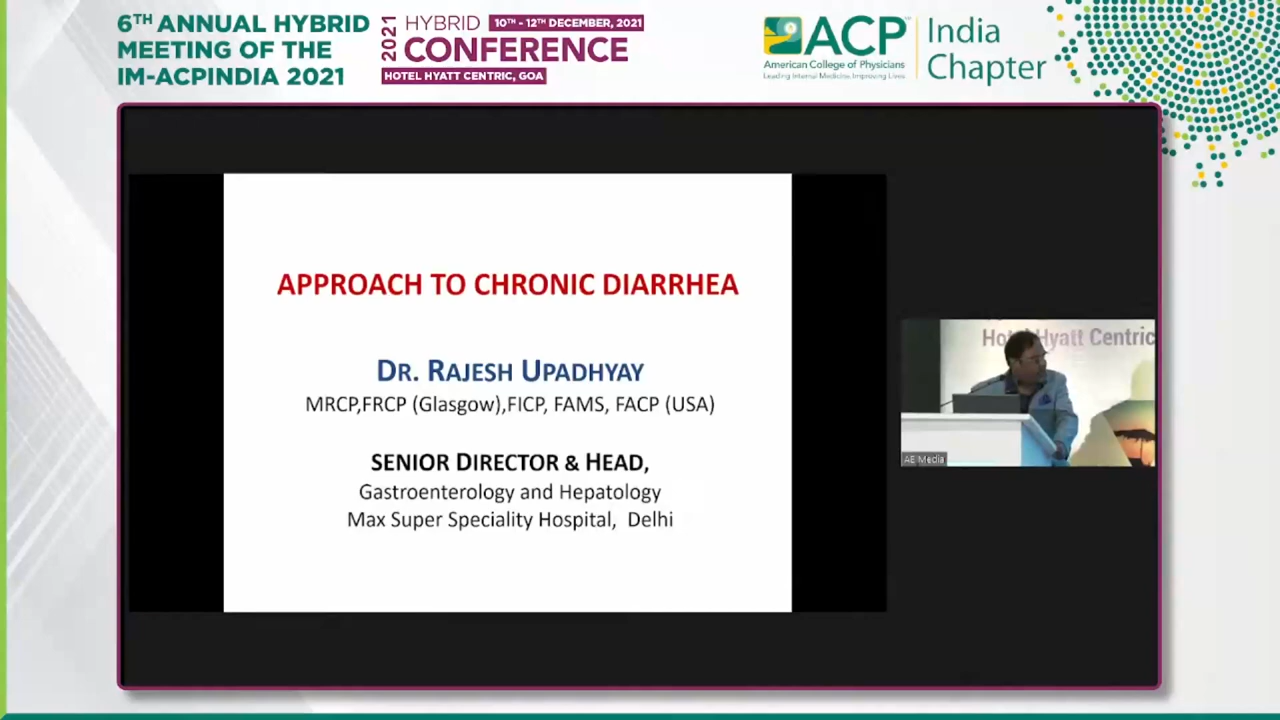 6TH ANNUAL HYBRID
MEETING OF THE
IM-ACPINDIA 2021
2021
HYBRID 10TH - 12TH DECEMBER, 2021
CONFERENCE
HOTEL HYATT CENTRIC, GOA
ACP
American College of Physicians
Leading Internal Medicine, Improving Lives
India
Chapter
APPROACH TO CHRONIC DIARRHEA
DR. RAJESH UPADHYAY
MRCP,FRCP (Glasgow),FICP, FAMS, FACP (USA)
SENIOR DIRECTOR & HEAD,
Gastroenterology and Hepatology
Max Super Speciality Hospital, Delhi
Hotel Hyatt Centric
AE Media